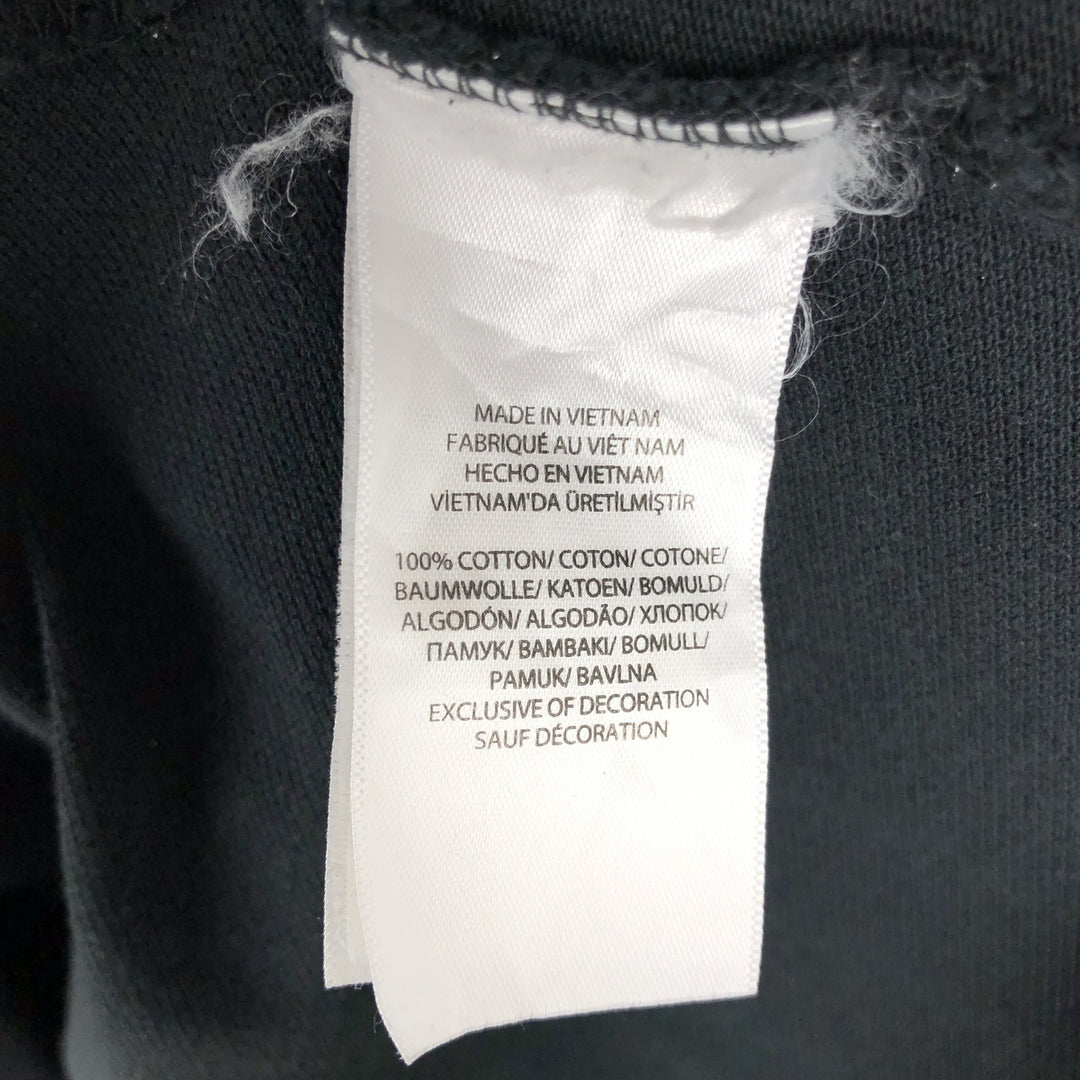 MADE IN VIETNAM
FABRIQUÉ AU VIÊT NAM
HECHO EN VIETNAM
VİETNAM'DA ÜRETİLMİŞTİR
100% COTTON/ COTON/ COTONE/
BAUMWOLLE/ KATOEN/ BOMULD/
ALGODÓN/ ALGODÃO/ ХЛОПОК/
ПАМУК/ BAMBAKI/ BOMULL/
PAMUK/ BAVLNA
EXCLUSIVE OF DECORATION
SAUF DÉCORATION